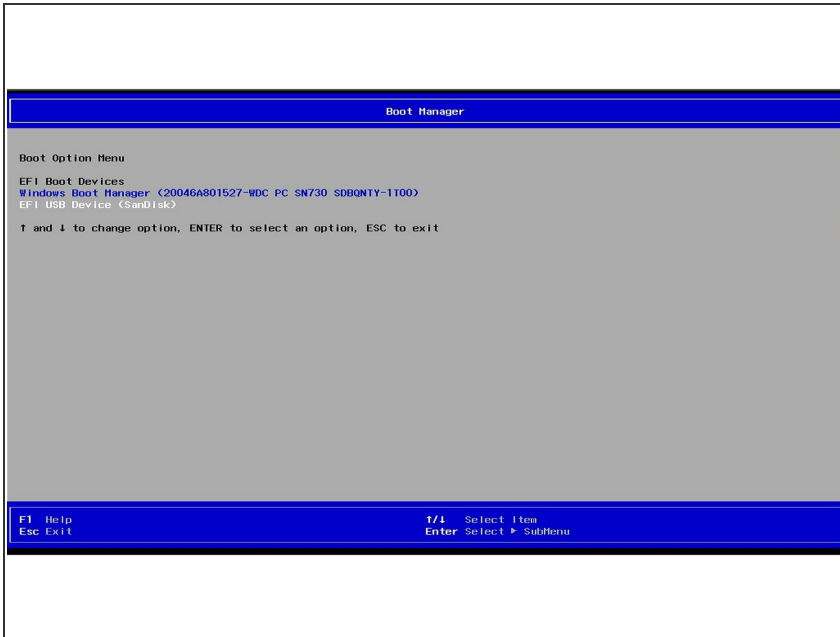 Boot Manager
Boot Option Menu
EFI Boot Devices
Windows Boot Manager (20046A801527-WDC PC SN730 SDBQNTY-1T00)
EFI USB Device (SanDisk)
↑ and ↓ to change option, ENTER to select an option, ESC to exit
F1 Help
Esc Exit
↑/↓ Select Item
Enter Select ▶ SubMenu